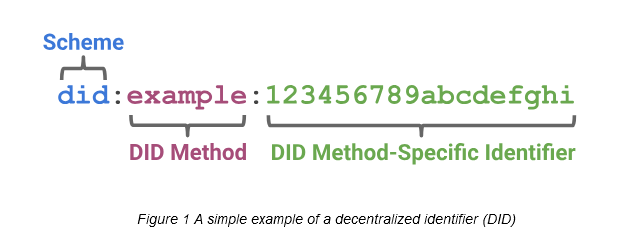 Scheme
did:example:123456789abcdefghi
DID Method DID Method-Specific Identifier
Figure 1 A simple example of a decentralized identifier (DID)